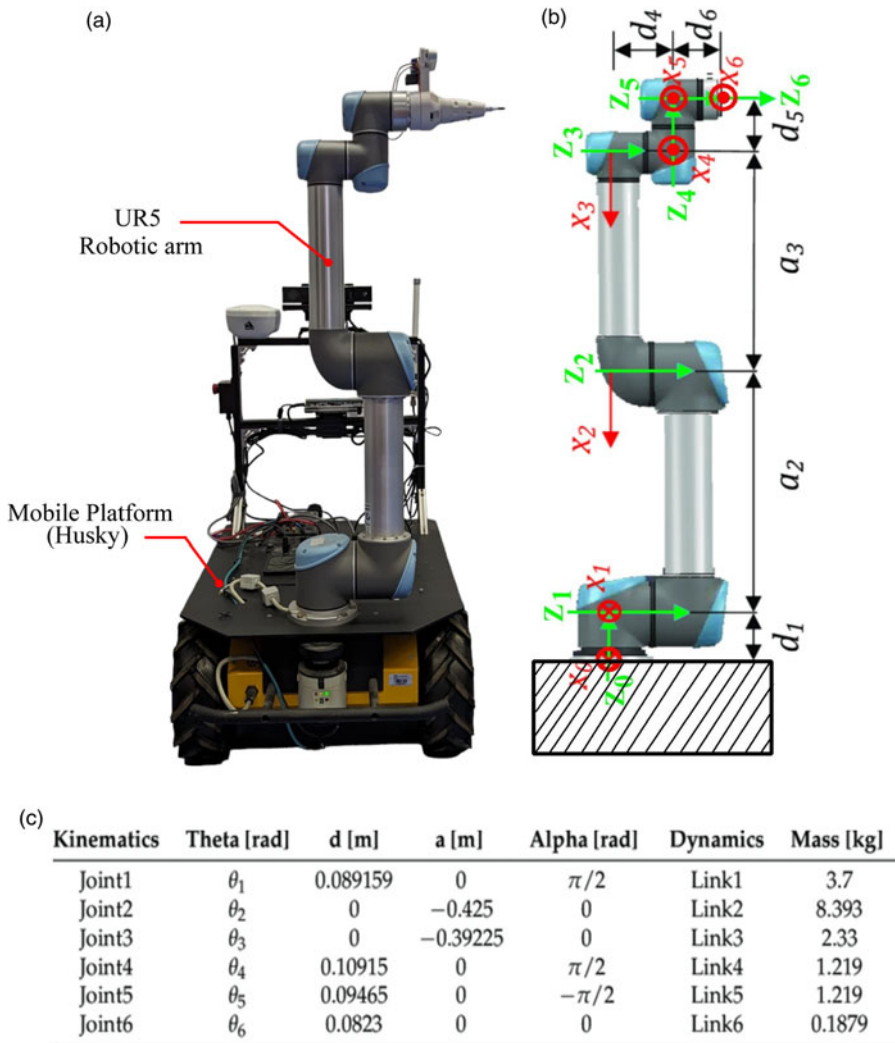 (a)
UR5
Robotic arm
Mobile Platform
(Husky)
(b)
d4 d6
X5 X6
Z5 Z6
d5
Z3
X4
X3 Z4
a3
Z2
X2
a2
X1
Z1
d1
X0
Z0
(c)
Kinematics Theta [rad] d [m] a [m] Alpha [rad] Dynamics Mass [kg]
Joint1 θ1 0.089159 0 π/2 Link1 3.7
Joint2 θ2 0 −0.425 0 Link2 8.393
Joint3 θ3 0 −0.39225 0 Link3 2.33
Joint4 θ4 0.10915 0 π/2 Link4 1.219
Joint5 θ5 0.09465 0 −π/2 Link5 1.219
Joint6 θ6 0.0823 0 0 Link6 0.1879